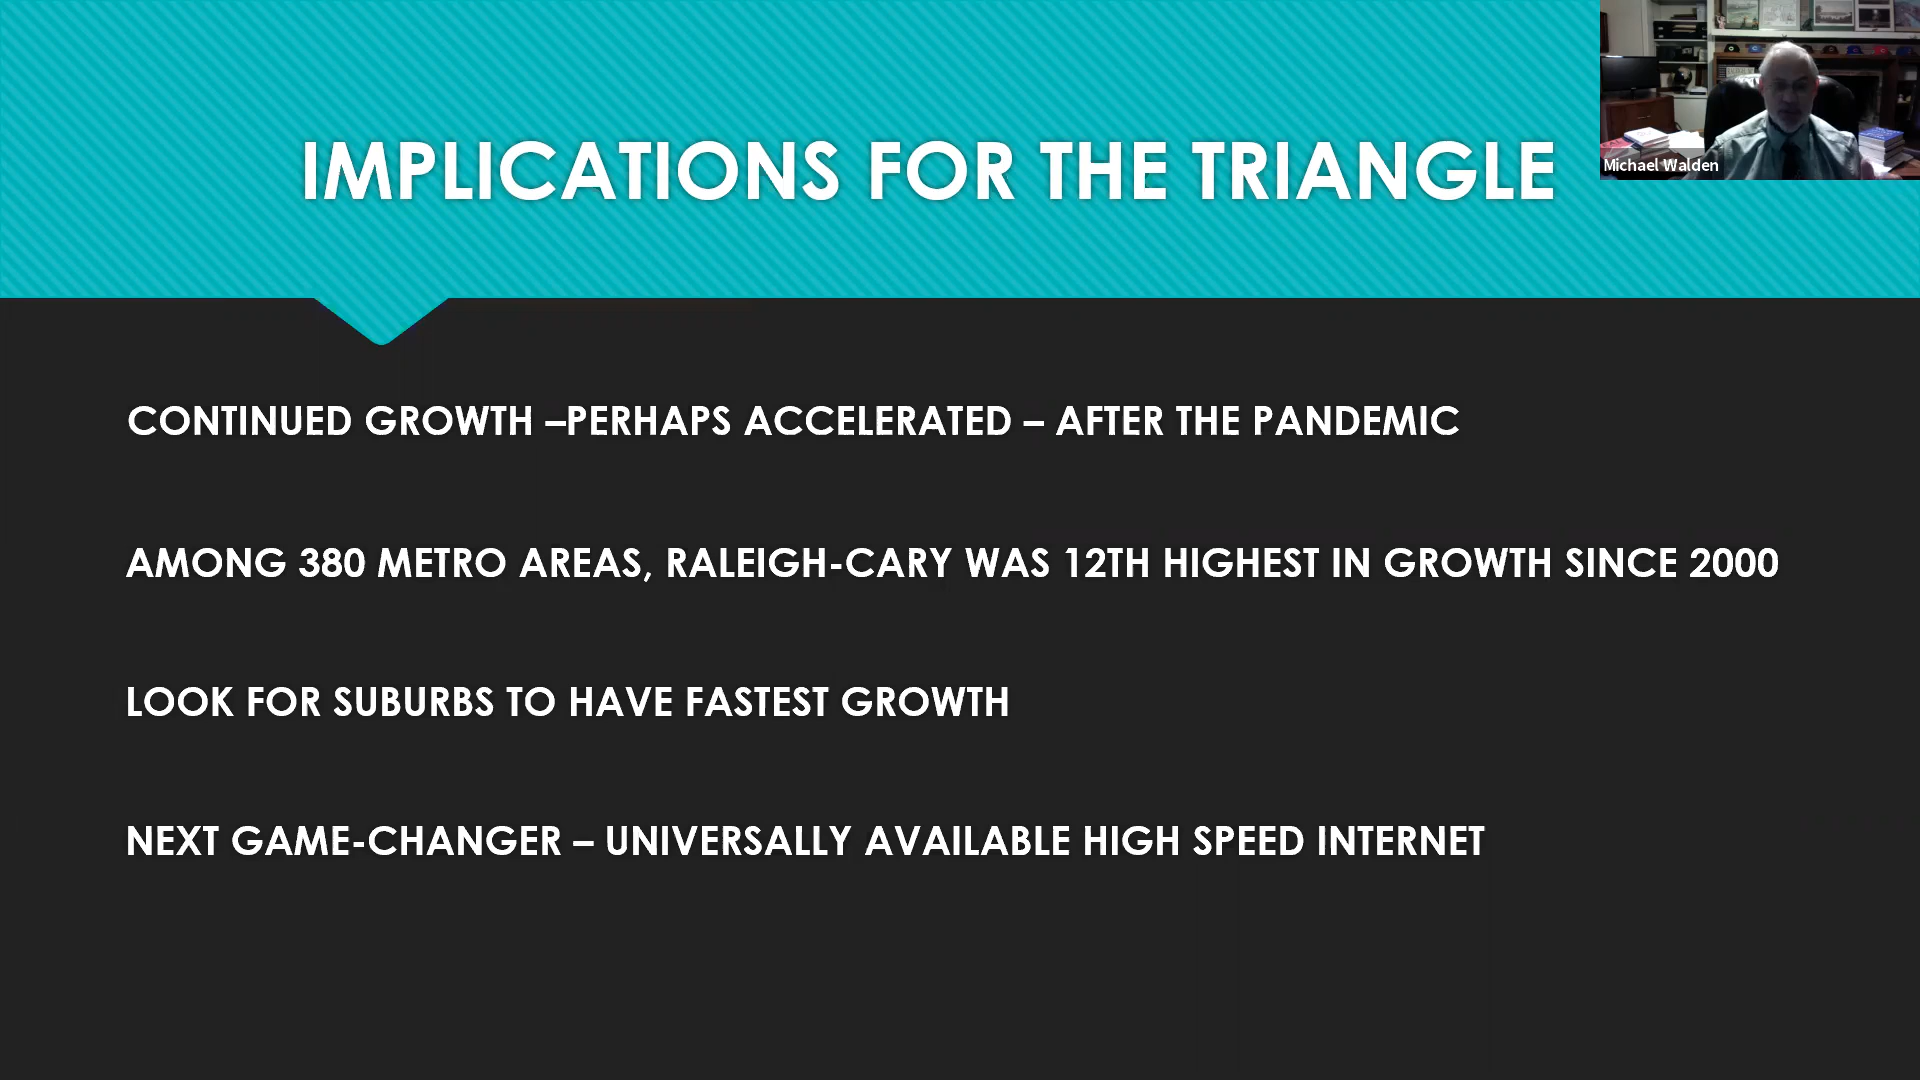 IMPLICATIONS FOR THE TRIANGLE
Michael Walden
CONTINUED GROWTH –PERHAPS ACCELERATED – AFTER THE PANDEMIC
AMONG 380 METRO AREAS, RALEIGH-CARY WAS 12TH HIGHEST IN GROWTH SINCE 2000
LOOK FOR SUBURBS TO HAVE FASTEST GROWTH
NEXT GAME-CHANGER – UNIVERSALLY AVAILABLE HIGH SPEED INTERNET